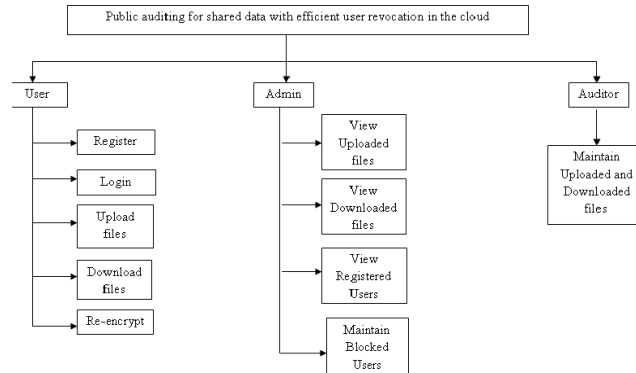 Public auditing for shared data with efficient user revocation in the cloud
User
Admin
Auditor
Register
Login
Upload
files
Download
files
Re-encrypt
View
Uploaded
files
View
Downloaded
files
View
Registered
Users
Maintain
Blocked
Users
Maintain
Uploaded and
Downloaded
files